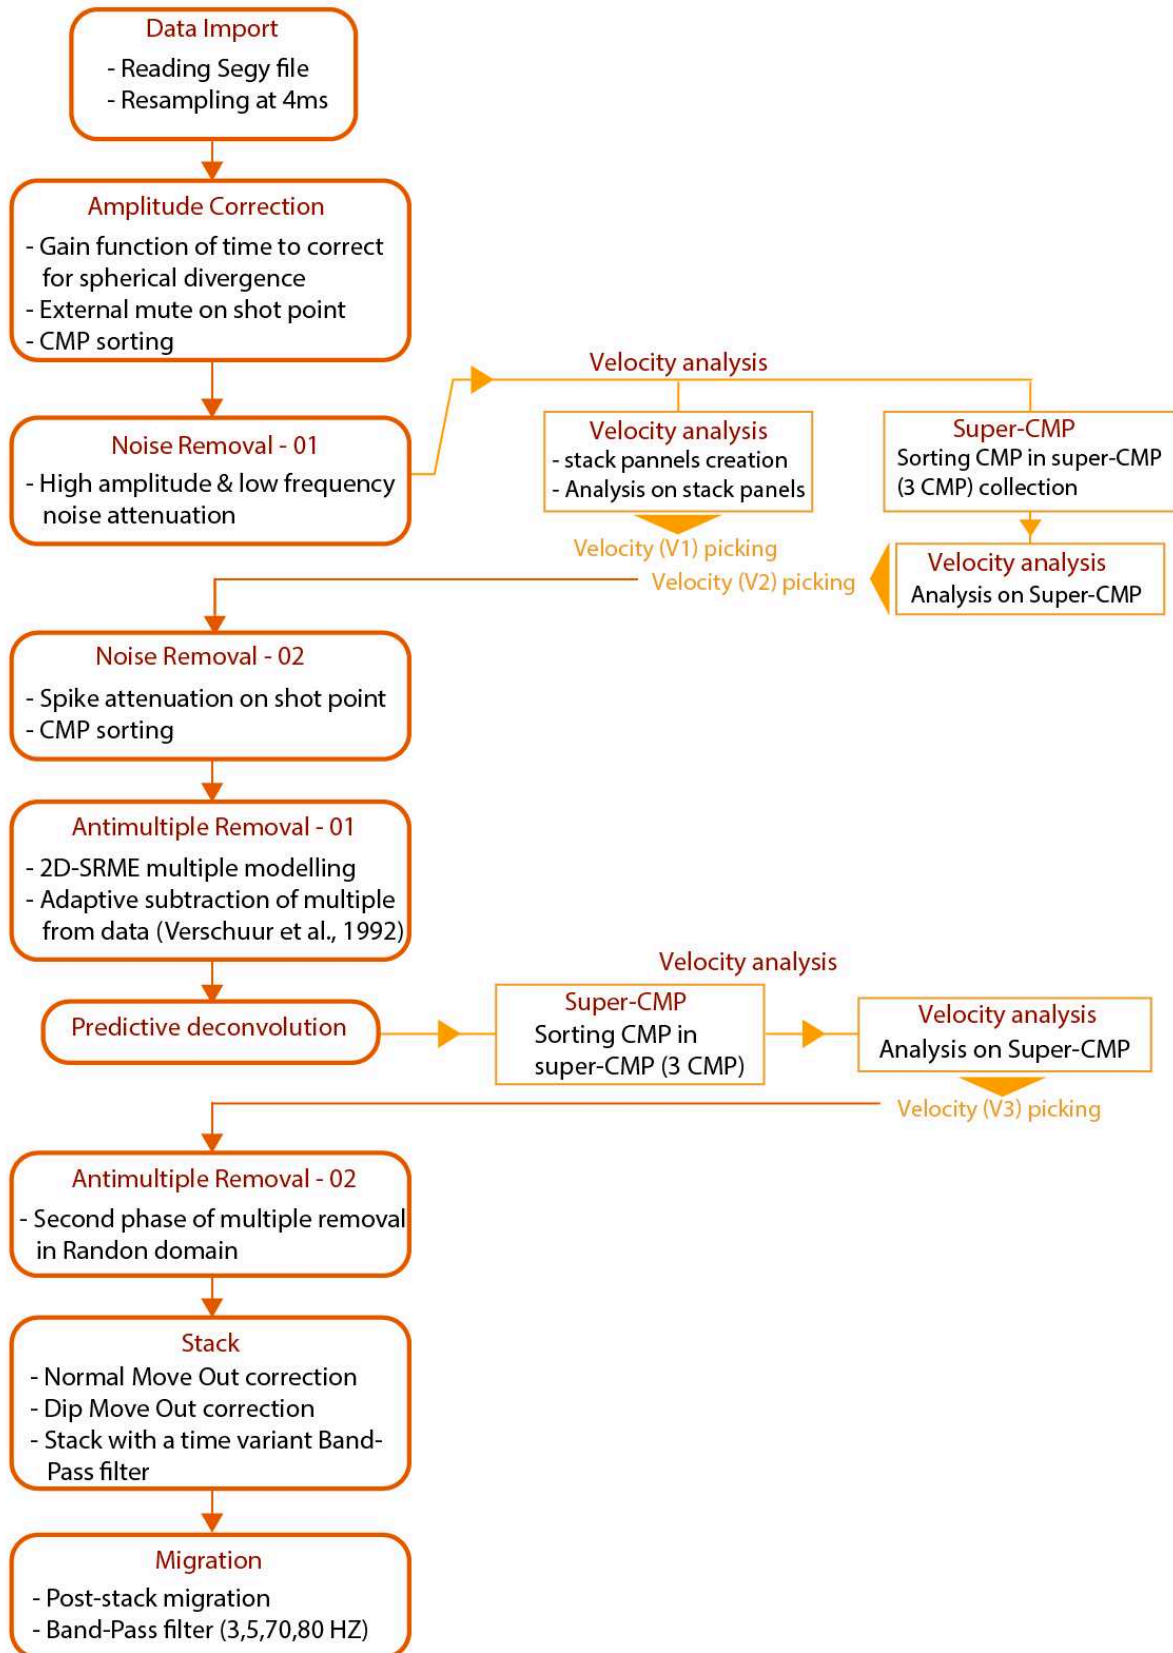 Data Import
- Reading Segy file
- Resampling at 4ms
Amplitude Correction
- Gain function of time to correct
for spherical divergence
- External mute on shot point
- CMP sorting
Noise Removal - 01
- High amplitude & low frequency
noise attenuation
Velocity analysis
Velocity analysis
- stack pannels creation
- Analysis on stack panels
Velocity (V1) picking
Super-CMP
Sorting CMP in super-CMP
(3 CMP) collection
Velocity analysis
Analysis on Super-CMP
Velocity (V2) picking
Noise Removal - 02
- Spike attenuation on shot point
- CMP sorting
Antimultiple Removal - 01
- 2D-SRME multiple modelling
- Adaptive subtraction of multiple
from data (Verschuur et al., 1992)
Predictive deconvolution
Velocity analysis
Super-CMP
Sorting CMP in
super-CMP (3 CMP)
Velocity analysis
Analysis on Super-CMP
Velocity (V3) picking
Antimultiple Removal - 02
- Second phase of multiple removal
in Randon domain
Stack
- Normal Move Out correction
- Dip Move Out correction
- Stack with a time variant Band-
Pass filter
Migration
- Post-stack migration
- Band-Pass filter (3,5,70,80 HZ)